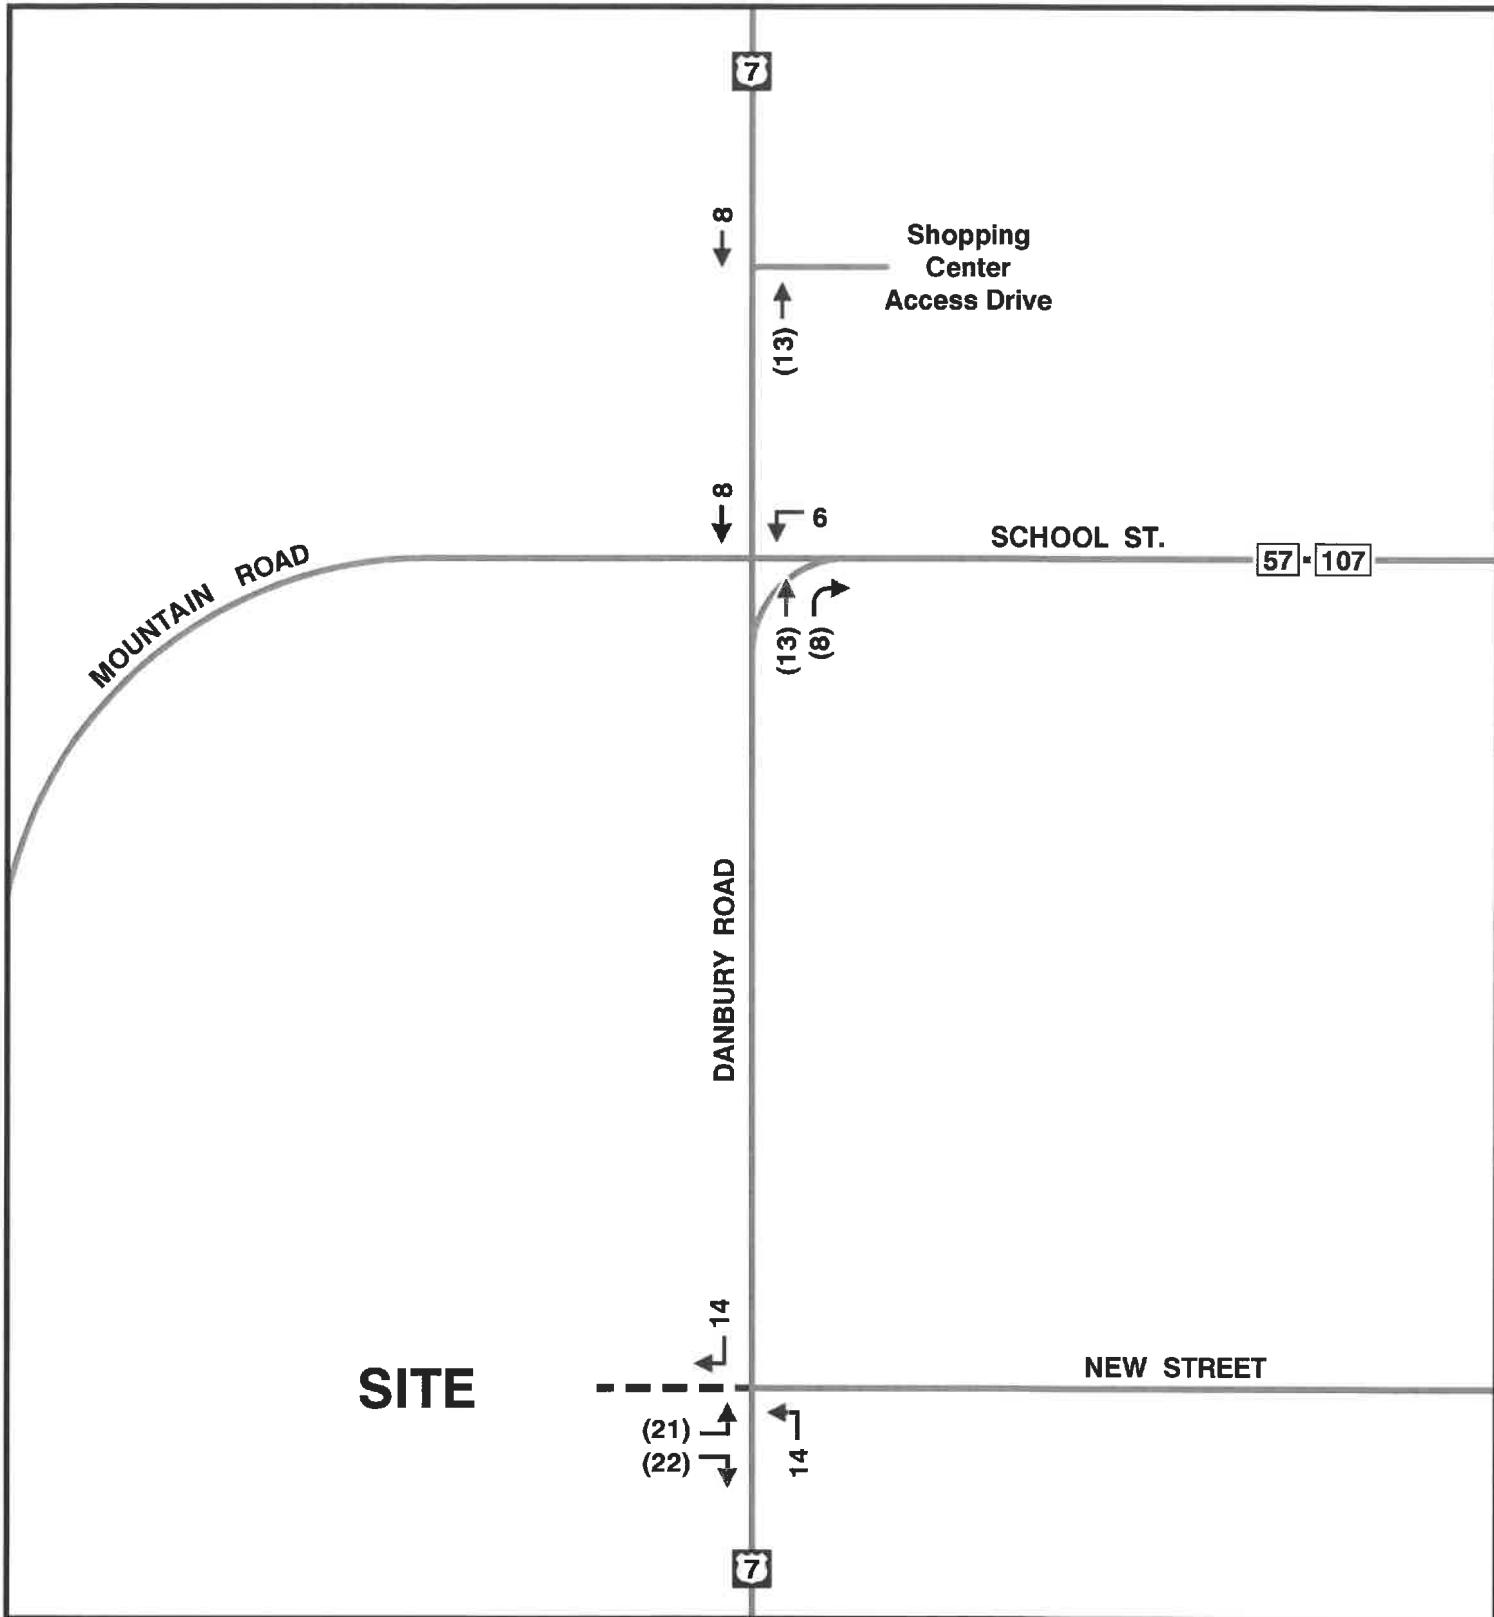 7
8
Shopping
Center
Access Drive
(13)
8
6
SCHOOL ST.
57 - 107
MOUNTAIN ROAD
(13)
(8)
DANBURY ROAD
14
SITE
NEW STREET
(21)
(22)
14
7